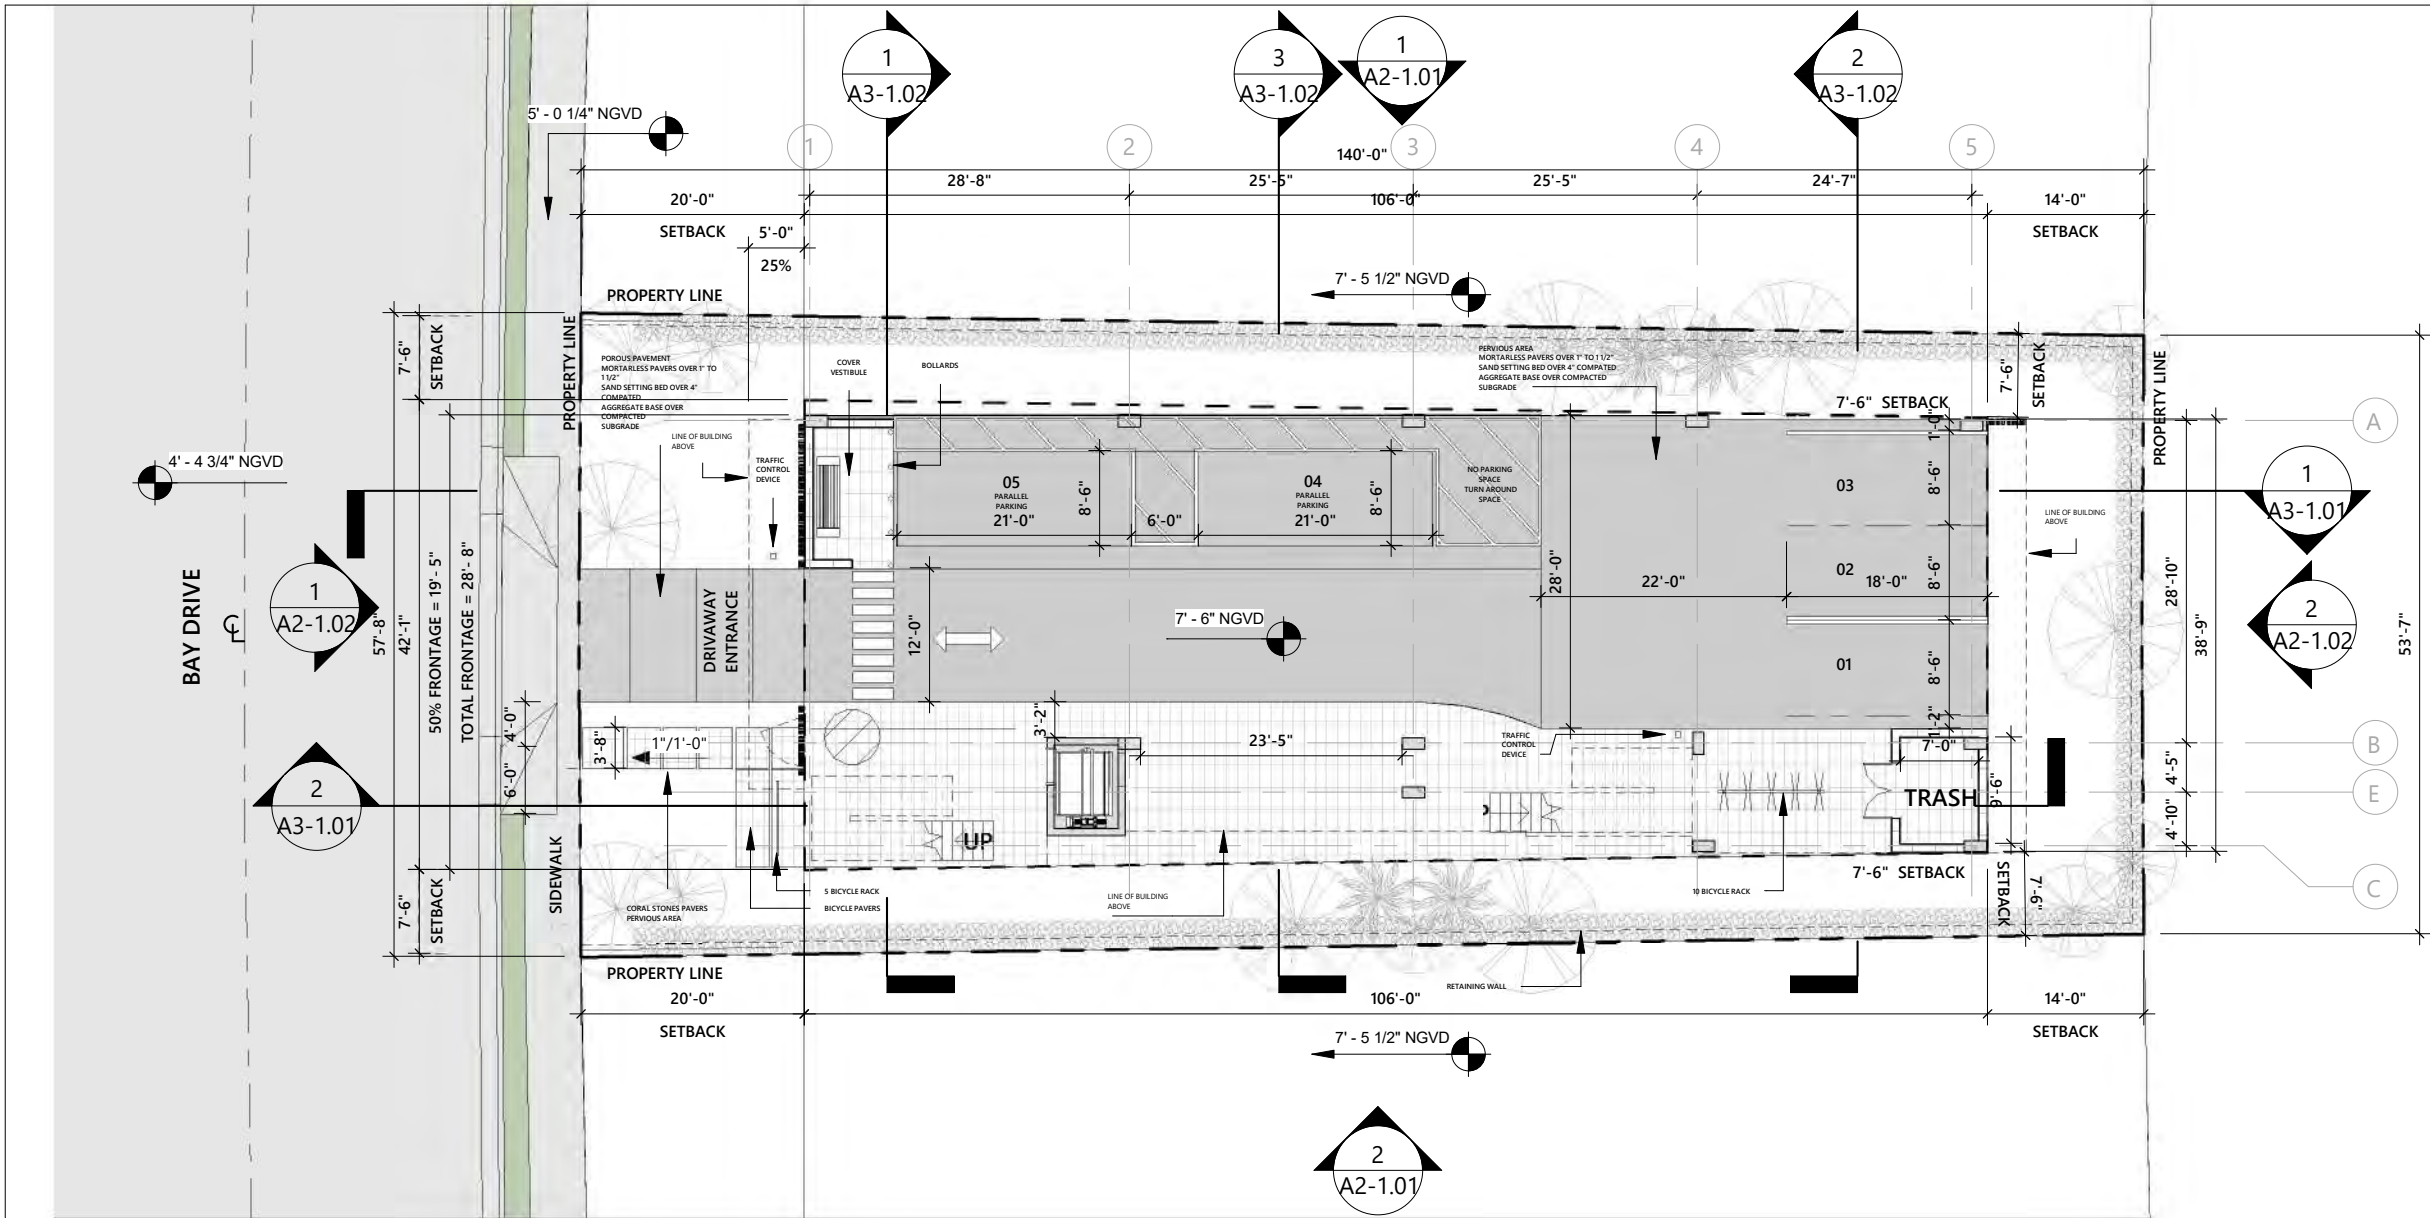 1
A3-1.02
3
A3-1.02
1
A2-1.01
2
A3-1.02
5' - 0 1/4" NGVD
1
2
3
4
5
140'-0"
28'-8"
25'-5"
25'-5"
24'-7"
20'-0"
106'-0"
14'-0"
SETBACK
SETBACK
5'-0"
25%
7' - 5 1/2" NGVD
PROPERTY LINE
PROPERTY LINE
PROPERTY LINE
7'-6"
SETBACK
7'-6"
SETBACK
POROUS PAVEMENT
MORTARLESS PAVERS OVER 1" TO
1 1/2"
SAND SETTING BED OVER 4"
COMPATED
AGGREGATE BASE OVER
COMPACTED
SUBGRADE
COVER
VESTIBULE
BOLLARDS
PERVIOUS AREA
MORTARLESS PAVERS OVER 1" TO 1 1/2"
SAND SETTING BED OVER 4" COMPATED
AGGREGATE BASE OVER COMPACTED
SUBGRADE
7'-6" SETBACK
A
LINE OF BUILDING
ABOVE
TRAFFIC
CONTROL
DEVICE
4' - 4 3/4" NGVD
05
PARALLEL
PARKING
21'-0"
8'-6"
6'-0"
04
PARALLEL
PARKING
21'-0"
8'-6"
NO PARKING
SPACE
TURN AROUND
SPACE
1'-0"
03
8'-6"
1
A3-1.01
LINE OF BUILDING
ABOVE
28'-0"
22'-0"
02
18'-0"
8'-6"
28'-10"
38'-9"
53'-7"
BAY DRIVE
CL
1
A2-1.02
57'-8"
42'-1"
50% FRONTAGE = 19'- 5"
TOTAL FRONTAGE = 28'- 8"
DRIVAWAY
ENTRANCE
12'-0"
7' - 6" NGVD
2
A2-1.02
01
8'-6"
1'-2"
4'-0"
6'-0"
3'-8"
1"/1'-0"
3'-2"
23'-5"
TRAFFIC
CONTROL
DEVICE
7'-0"
B
4'-5"
E
4'-10"
TRASH
9'-6"
2
A3-1.01
UP
SIDEWALK
7'-6"
SETBACK
5 BICYCLE RACK
BICYCLE PAVERS
CORAL STONES PAVERS
PERVIOUS AREA
LINE OF BUILDING
ABOVE
10 BICYCLE RACK
7'-6" SETBACK
SETBACK
7'-6"
C
PROPERTY LINE
RETAINING WALL
20'-0"
106'-0"
14'-0"
SETBACK
SETBACK
7' - 5 1/2" NGVD
2
A2-1.01